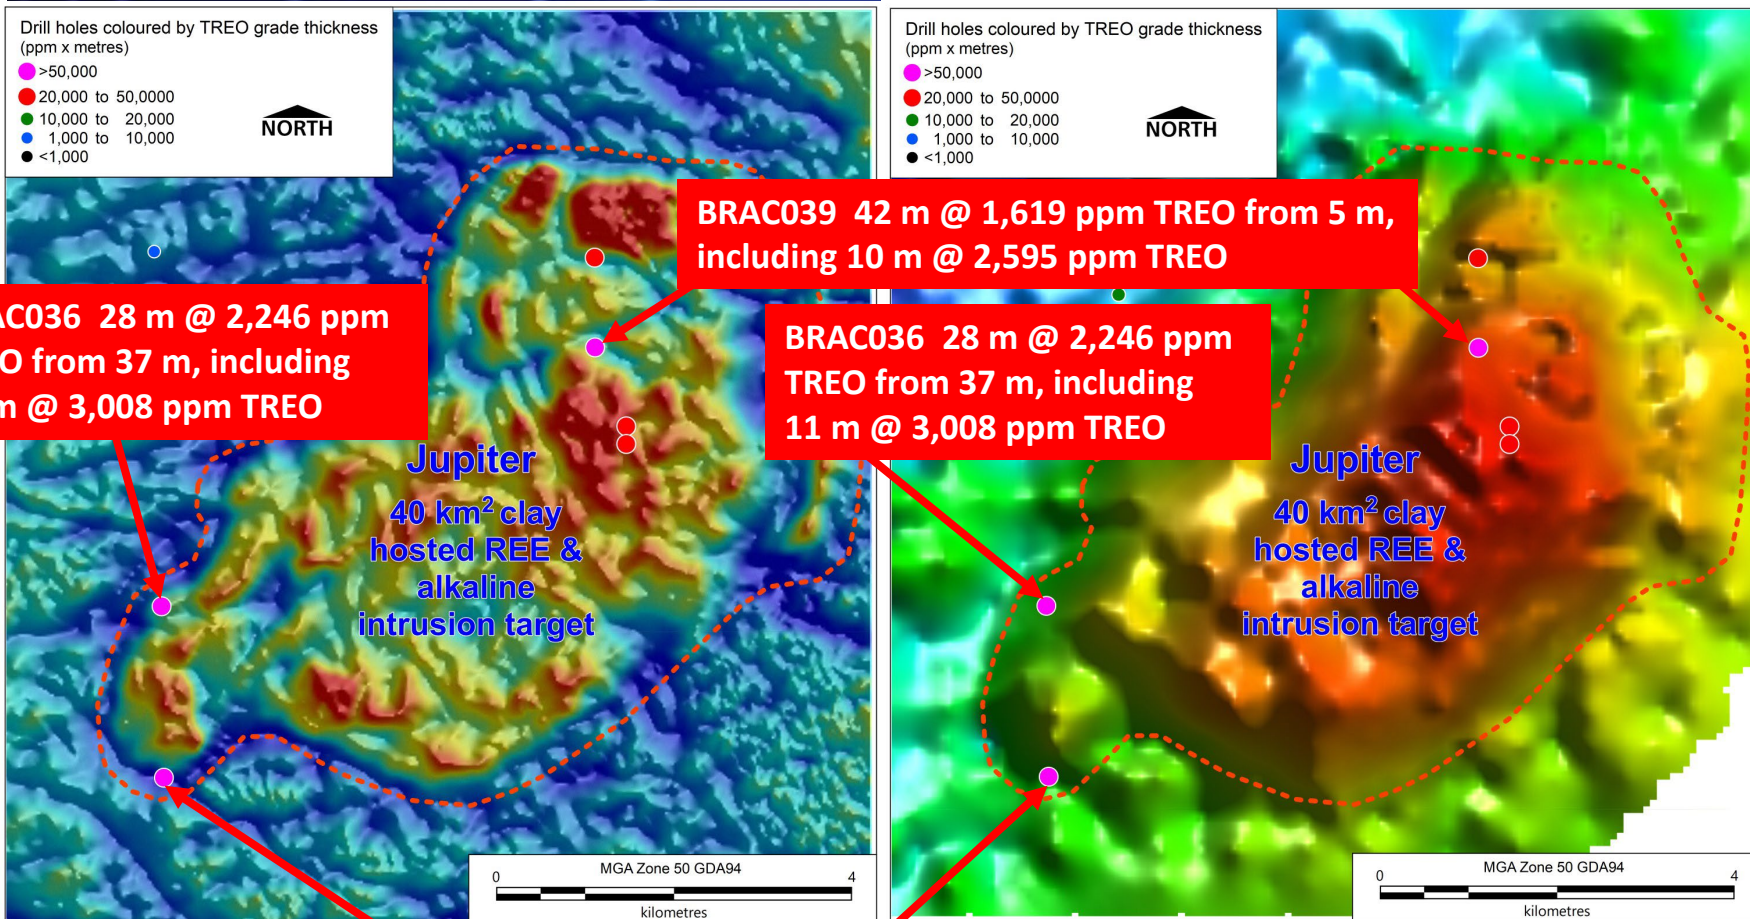 Drill holes coloured by TREO grade thickness
(ppm x metres)
>50,000
20,000 to 50,0000
10,000 to 20,000
1,000 to 10,000
<1,000
NORTH
Drill holes coloured by TREO grade thickness
(ppm x metres)
>50,000
20,000 to 50,0000
10,000 to 20,000
1,000 to 10,000
<1,000
NORTH
BRAC039 42 m @ 1,619 ppm TREO from 5 m,
including 10 m @ 2,595 ppm TREO
AC036 28 m @ 2,246 ppm
O from 37 m, including
m @ 3,008 ppm TREO
BRAC036 28 m @ 2,246 ppm
TREO from 37 m, including
11 m @ 3,008 ppm TREO
Jupiter
40 km² clay
hosted REE &
alkaline
intrusion target
Jupiter
40 km² clay
hosted REE &
alkaline
intrusion target
MGA Zone 50 GDA94
0 4
kilometres
MGA Zone 50 GDA94
0 4
kilometres